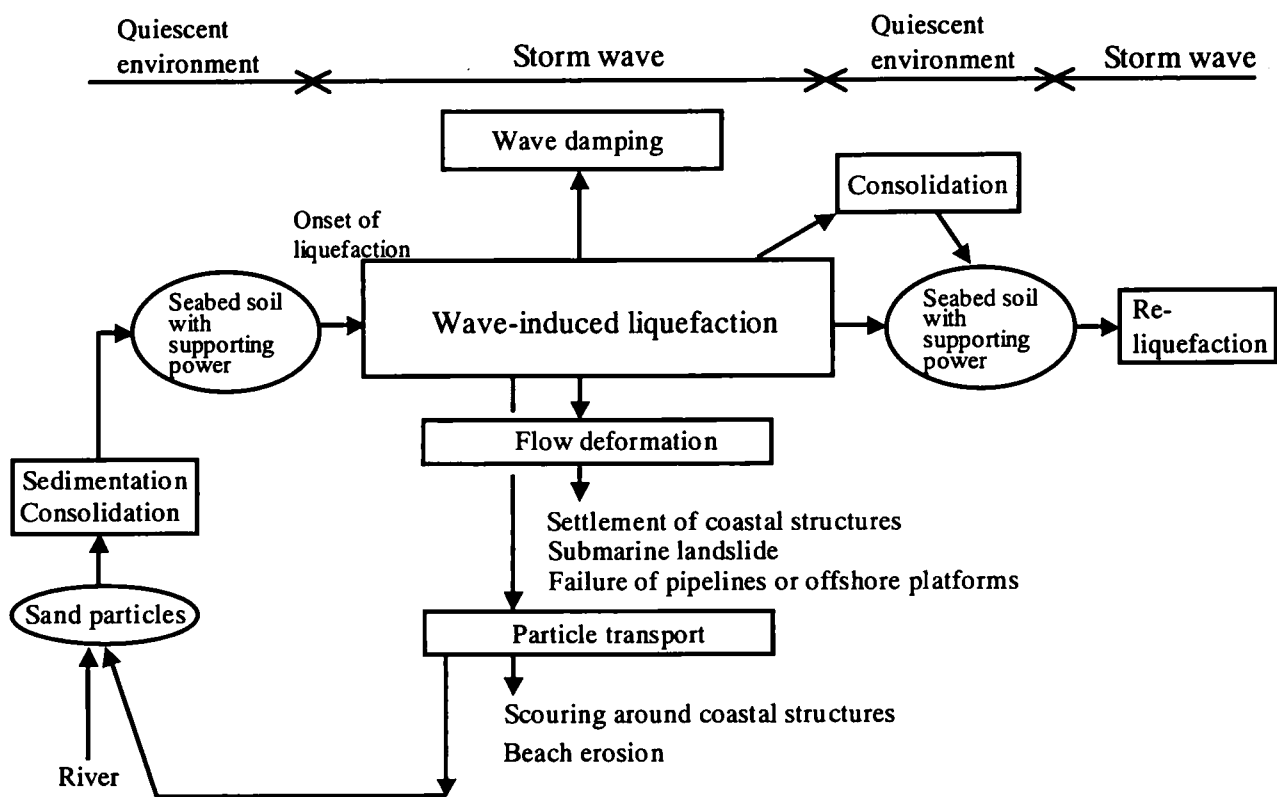 Quiescent
environment
Storm wave
Quiescent
environment
Storm wave
Wave damping
Consolidation
Onset of
liquefaction
Seabed soil
with
supporting
power
Wave-induced liquefaction
Seabed soil
with
supporting
power
Re-
liquefaction
Flow deformation
Sedimentation
Consolidation
Settlement of coastal structures
Submarine landslide
Failure of pipelines or offshore platforms
Sand particles
Particle transport
Scouring around coastal structures
Beach erosion
River